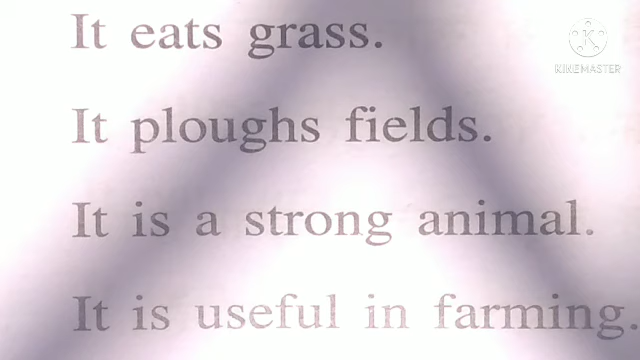 It eats grass.
KINEMASTER
It ploughs fields.
It is a strong animal.
It is useful in farming.